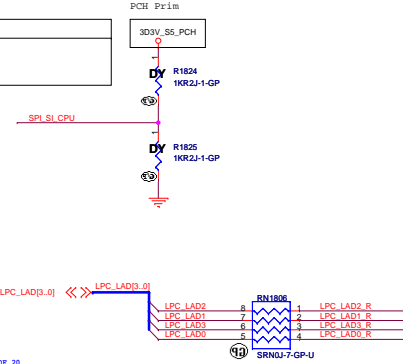 PCH Prim
3D3V_S5_PCH
1
DY
R1824
1KR2J-1-GP
SPI_SI_CPU
1
DY
R1825
1KR2J-1-GP
LPC_LAD[3..0]
LPC_LAD[3..0]
RN1806
LPC_LAD2 8 1 LPC_LAD2_R
LPC_LAD1 7 2 LPC_LAD1_R
LPC_LAD3 6 3 LPC_LAD3_R
LPC_LAD0 5 4 LPC_LAD0_R
SRN0J-7-GP-U